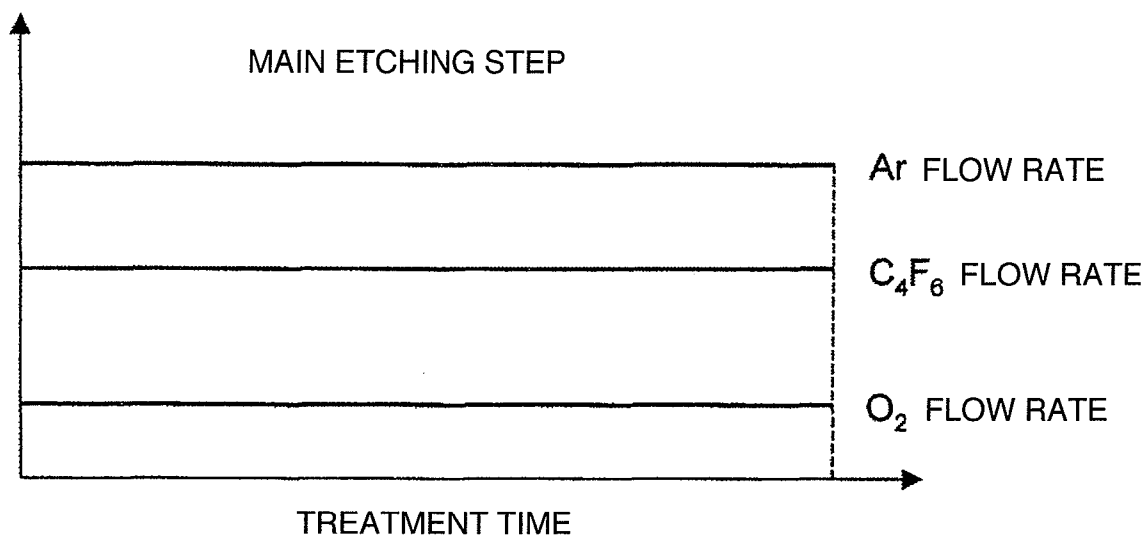 MAIN ETCHING STEP
Ar FLOW RATE
C₄F₆ FLOW RATE
O₂ FLOW RATE
TREATMENT TIME